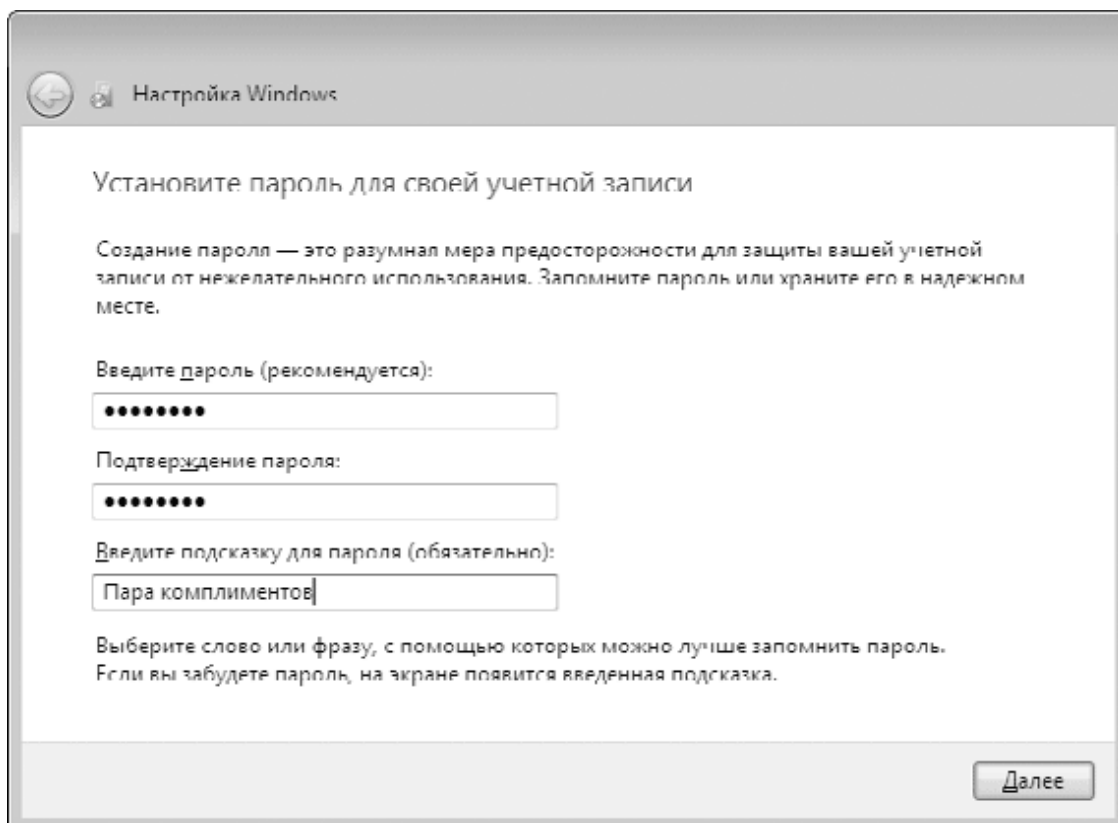 Настройка Windows
Установите пароль для своей учетной записи
Создание пароля — это разумная мера предосторожности для защиты вашей учетной
записи от нежелательного использования. Запомните пароль или храните его в надежном
месте.
Введите пароль (рекомендуется):
●●●●●●●●
Подтверждение пароля:
●●●●●●●●
Введите подсказку для пароля (обязательно):
Пара комплиментов
Выберите слово или фразу, с помощью которых можно лучше запомнить пароль.
Если вы забудете пароль, на экране появится введенная подсказка.
Далее